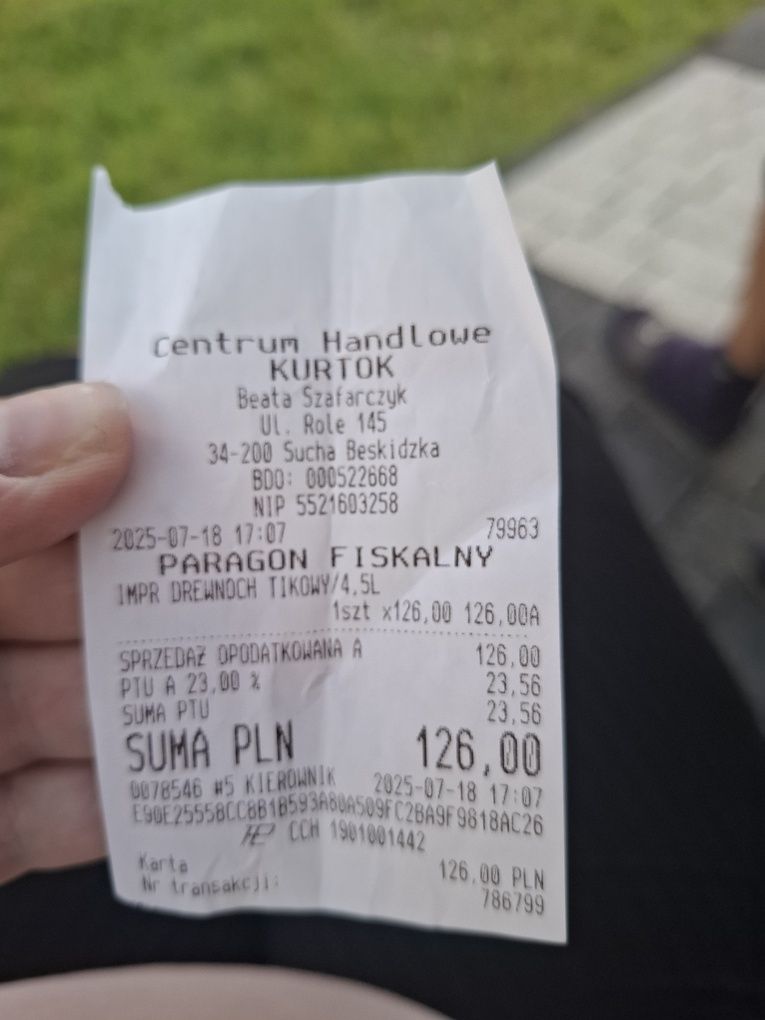 Centrum Handlowe
KURTOK
Beata Szafarczyk
Ul. Role 145
34-200 Sucha Beskidzka
BDO: 000522668
NIP 5521603258
2025-07-18 17:07 79963
PARAGON FISKALNY
IMPR DREWNOCH TIKOWY/4,5L
1szt x126,00 126,00A
SPRZEDAŻ OPODATKOWANA A 126,00
PTU A 23,00 % 23,56
SUMA PTU 23,56
SUMA PLN 126,00
0078546 #5 KIEROWNIK 2025-07-18 17:07
E90E25558CC8B1B593A80A509FC2BA9F9818AC26
CCH 1901001442
Karta 126,00 PLN
Nr transakcji: 786799